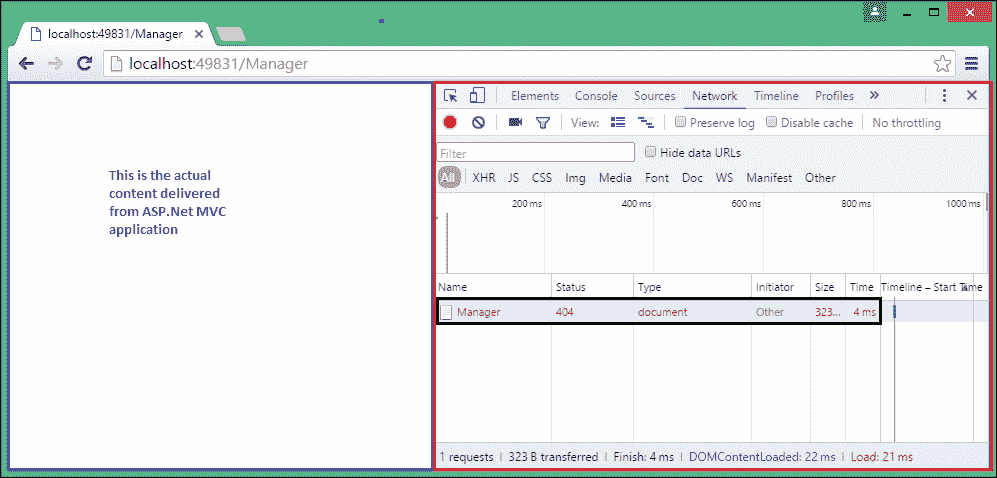 localhost:49831/Manager
localhost:49831/Manager
This is the actual
content delivered
from ASP.Net MVC
application
Elements Console Sources Network Timeline Profiles »
View: Preserve log Disable cache No throttling
Filter Hide data URLs
All XHR JS CSS Img Media Font Doc WS Manifest Other
200 ms 400 ms 600 ms 800 ms 1000 ms
Name Status Type Initiator Size Time Timeline – Start Time
Manager 404 document Other 323... 4 ms
1 requests | 323 B transferred | Finish: 4 ms | DOMContentLoaded: 22 ms | Load: 21 ms